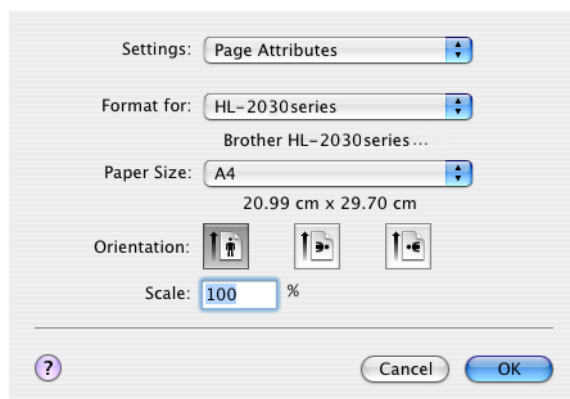 Settings: Page Attributes
Format for: HL-2030series
Brother HL-2030series...
Paper Size: A4
20.99 cm x 29.70 cm
Orientation:
Scale: 100 %
? Cancel OK